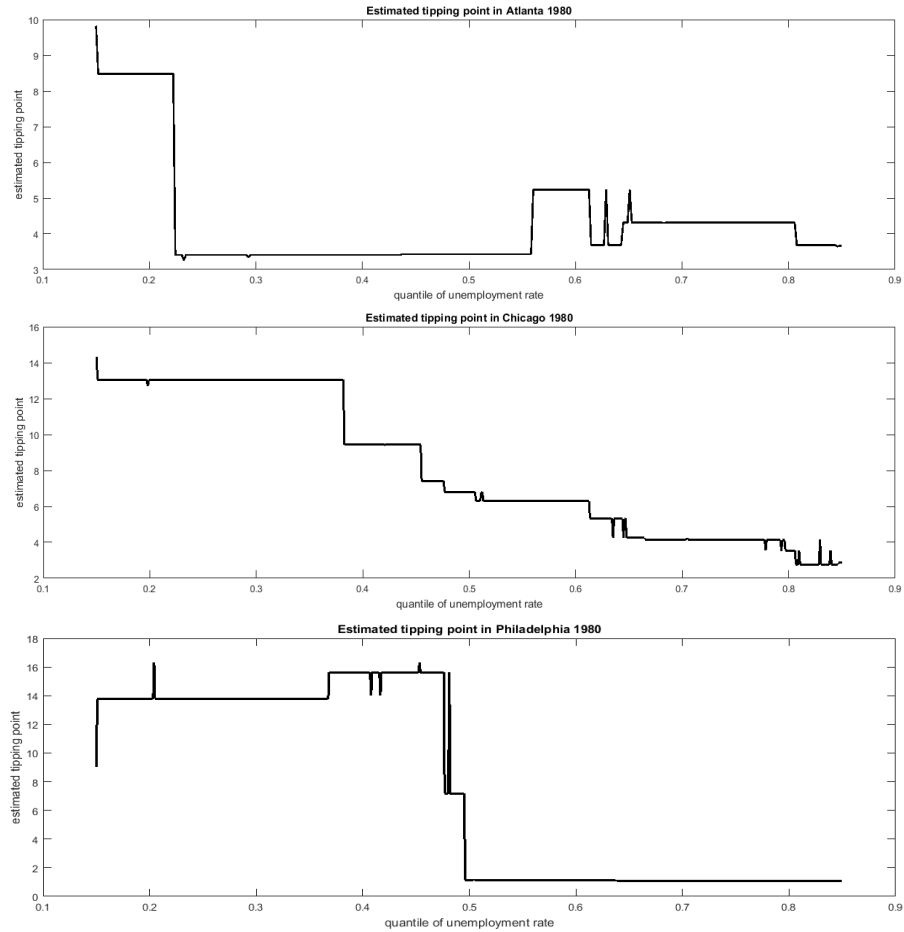 Estimated tipping point in Atlanta 1980
10
9
8
7
6
5
4
3
estimated tipping point
0.1 0.2 0.3 0.4 0.5 0.6 0.7 0.8 0.9
quantile of unemployment rate
Estimated tipping point in Chicago 1980
16
14
12
10
8
6
4
2
estimated tipping point
0.1 0.2 0.3 0.4 0.5 0.6 0.7 0.8 0.9
quantile of unemployment rate
Estimated tipping point in Philadelphia 1980
18
16
14
12
10
8
6
4
2
0
estimated tipping point
0.1 0.2 0.3 0.4 0.5 0.6 0.7 0.8 0.9
quantile of unemployment rate